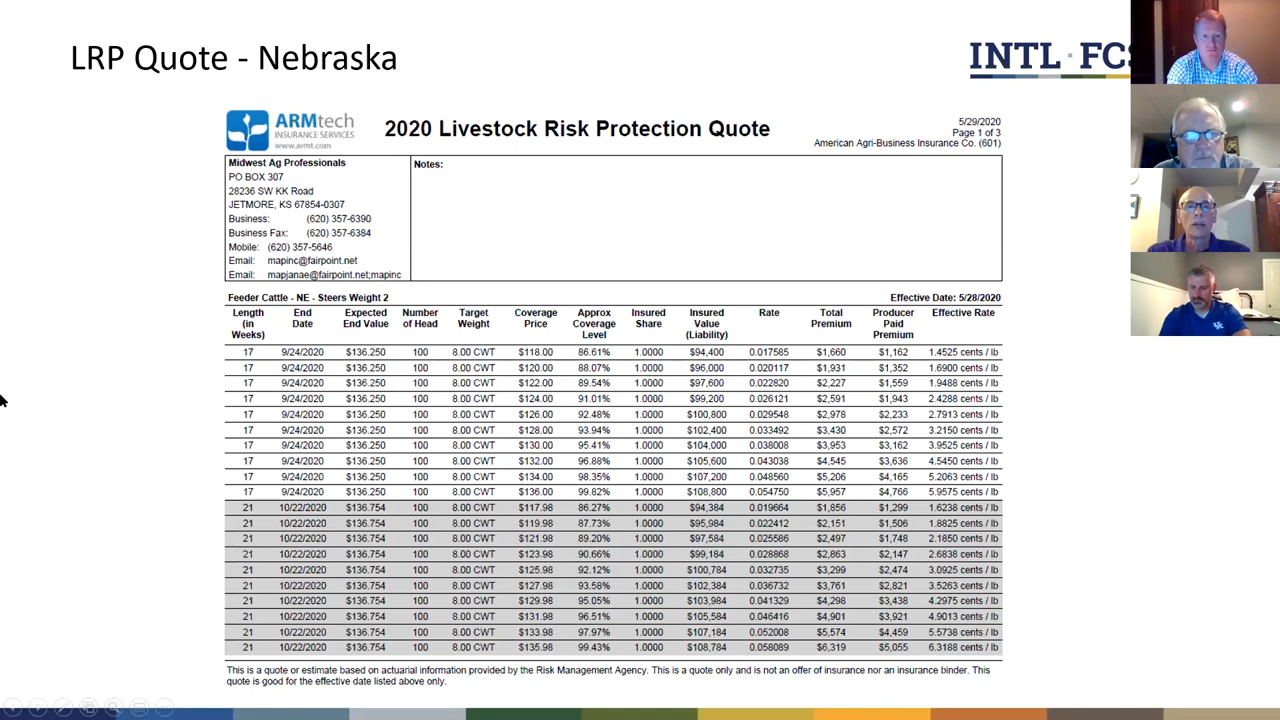 LRP Quote - Nebraska
INTL FCS
ARMtech
INSURANCE SERVICES
www.armt.com
2020 Livestock Risk Protection Quote
5/29/2020
Page 1 of 3
American Agri-Business Insurance Co. (601)
Midwest Ag Professionals
PO BOX 307
28236 SW KK Road
JETMORE, KS 67854-0307
Business: (620) 357-6390
Business Fax: (620) 357-6384
Mobile: (620) 357-5646
Email: mapinc@fairpoint.net
Email: mapjanae@fairpoint.net;mapinc
Notes:
Feeder Cattle - NE - Steers Weight 2 Effective Date: 5/28/2020
Length (in Weeks) End Date Expected End Value Number of Head Target Weight Coverage Price Approx Coverage Level Insured Share Insured Value (Liability) Rate Total Premium Producer Paid Premium Effective Rate
17 9/24/2020 $136.250 100 8.00 CWT $118.00 86.61% 1.0000 $94,400 0.017585 $1,660 $1,162 1.4525 cents / lb
17 9/24/2020 $136.250 100 8.00 CWT $120.00 88.07% 1.0000 $96,000 0.020117 $1,931 $1,352 1.6900 cents / lb
17 9/24/2020 $136.250 100 8.00 CWT $122.00 89.54% 1.0000 $97,600 0.022820 $2,227 $1,559 1.9488 cents / lb
17 9/24/2020 $136.250 100 8.00 CWT $124.00 91.01% 1.0000 $99,200 0.026121 $2,591 $1,943 2.4288 cents / lb
17 9/24/2020 $136.250 100 8.00 CWT $126.00 92.48% 1.0000 $100,800 0.029548 $2,978 $2,233 2.7913 cents / lb
17 9/24/2020 $136.250 100 8.00 CWT $128.00 93.94% 1.0000 $102,400 0.033492 $3,430 $2,572 3.2150 cents / lb
17 9/24/2020 $136.250 100 8.00 CWT $130.00 95.41% 1.0000 $104,000 0.038008 $3,953 $3,162 3.9525 cents / lb
17 9/24/2020 $136.250 100 8.00 CWT $132.00 96.88% 1.0000 $105,600 0.043038 $4,545 $3,636 4.5450 cents / lb
17 9/24/2020 $136.250 100 8.00 CWT $134.00 98.35% 1.0000 $107,200 0.048560 $5,206 $4,165 5.2063 cents / lb
17 9/24/2020 $136.250 100 8.00 CWT $136.00 99.82% 1.0000 $108,800 0.054750 $5,957 $4,766 5.9575 cents / lb
21 10/22/2020 $136.754 100 8.00 CWT $117.98 86.27% 1.0000 $94,384 0.019664 $1,856 $1,299 1.6238 cents / lb
21 10/22/2020 $136.754 100 8.00 CWT $119.98 87.73% 1.0000 $95,984 0.022412 $2,151 $1,506 1.8825 cents / lb
21 10/22/2020 $136.754 100 8.00 CWT $121.98 89.20% 1.0000 $97,584 0.025586 $2,497 $1,748 2.1850 cents / lb
21 10/22/2020 $136.754 100 8.00 CWT $123.98 90.66% 1.0000 $99,184 0.028868 $2,863 $2,147 2.6838 cents / lb
21 10/22/2020 $136.754 100 8.00 CWT $125.98 92.12% 1.0000 $100,784 0.032735 $3,299 $2,474 3.0925 cents / lb
21 10/22/2020 $136.754 100 8.00 CWT $127.98 93.58% 1.0000 $102,384 0.036732 $3,761 $2,821 3.5263 cents / lb
21 10/22/2020 $136.754 100 8.00 CWT $129.98 95.05% 1.0000 $103,984 0.041329 $4,298 $3,438 4.2975 cents / lb
21 10/22/2020 $136.754 100 8.00 CWT $131.98 96.51% 1.0000 $105,584 0.046416 $4,901 $3,921 4.9013 cents / lb
21 10/22/2020 $136.754 100 8.00 CWT $133.98 97.97% 1.0000 $107,184 0.052008 $5,574 $4,459 5.5738 cents / lb
21 10/22/2020 $136.754 100 8.00 CWT $135.98 99.43% 1.0000 $108,784 0.058089 $6,319 $5,055 6.3188 cents / lb
This is a quote or estimate based on actuarial information provided by the Risk Management Agency. This is a quote only and is not an offer of insurance nor an insurance binder. This
quote is good for the effective date listed above only.